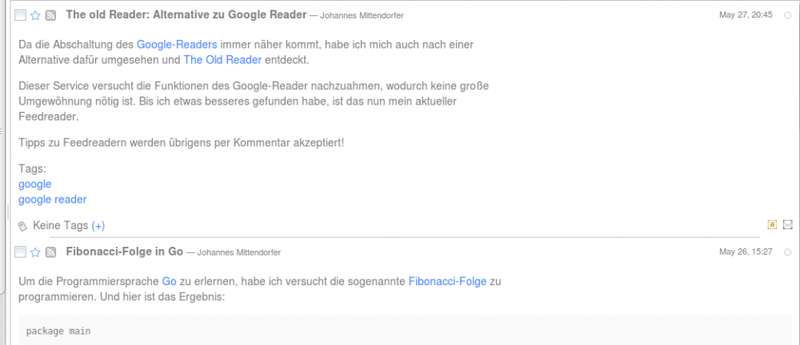 The old Reader: Alternative zu Google Reader — Johannes Mittendorfer May 27, 20:45
Da die Abschaltung des Google-Readers immer näher kommt, habe ich mich auch nach einer
Alternative dafür umgesehen und The Old Reader entdeckt.
Dieser Service versucht die Funktionen des Google-Reader nachzuahmen, wodurch keine große
Umgewöhnung nötig ist. Bis ich etwas besseres gefunden habe, ist das nun mein aktueller
Feedreader.
Tipps zu Feedreadern werden übrigens per Kommentar akzeptiert!
Tags:
google
google reader
Keine Tags (+)
Fibonacci-Folge in Go — Johannes Mittendorfer May 26, 15:27
Um die Programmiersprache Go zu erlernen, habe ich versucht die sogenannte Fibonacci-Folge zu
programmieren. Und hier ist das Ergebnis:
package main